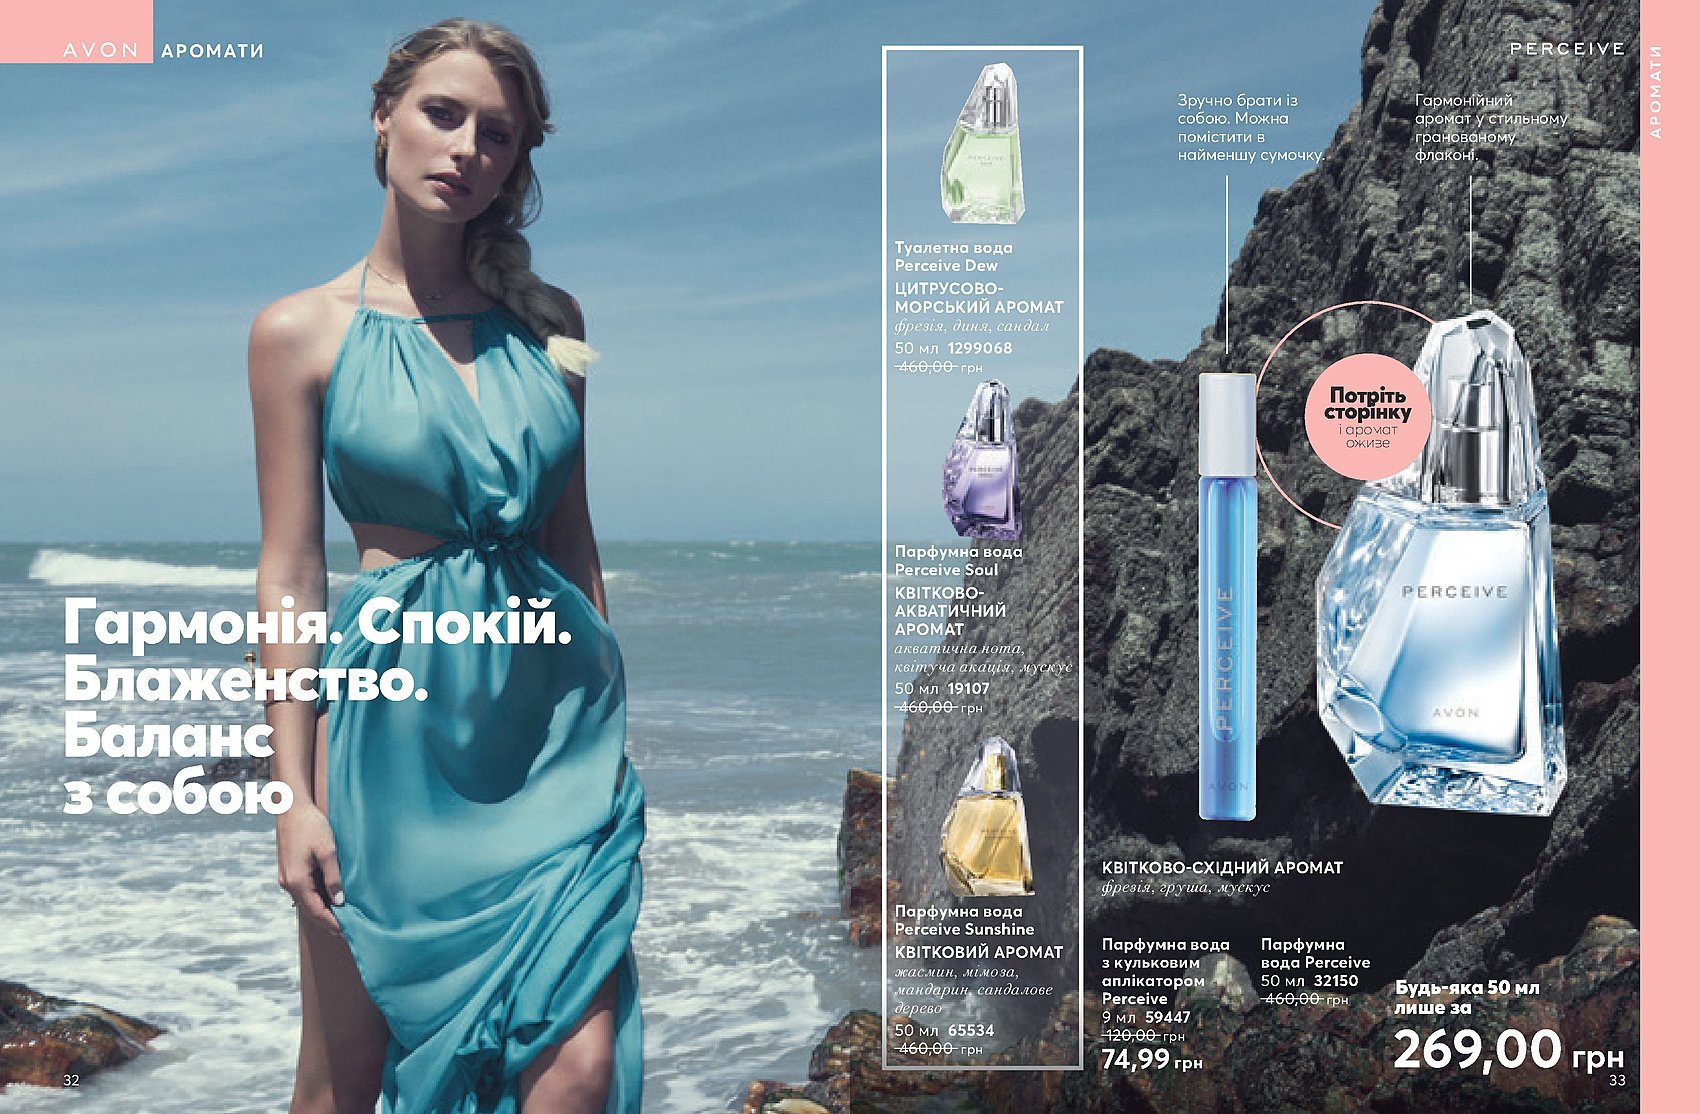 AVON АРОМАТИ
Гармонія. Спокій.
Блаженство.
Баланс
з собою
32
PERCEIVE
Туалетна вода
Perceive Dew
ЦИТРУСОВО-
МОРСЬКИЙ АРОМАТ
фрезія, диня, сандал
50 мл 1299068
460,00 грн
PERCEIVE
Парфумна вода
Perceive Soul
КВІТКОВО-
АКВАТИЧНИЙ
АРОМАТ
акватична нота,
квітуча акація, мускус
50 мл 19107
460,00 грн
PERCEIVE
Парфумна вода
Perceive Sunshine
КВІТКОВИЙ АРОМАТ
жасмин, мімоза,
мандарин, сандалове
дерево
50 мл 65534
460,00 грн
PERCEIVE
АРОМАТИ
Зручно брати із
собою. Можна
помістити в
найменшу сумочку.
Гармонійний
аромат у стильному
гранованому
флаконі.
Потріть
сторінку
і аромат
оживе
PERCEIVE
AVON
PERCEIVE
AVON
КВІТКОВО-СХІДНИЙ АРОМАТ
фрезія, груша, мускус
Парфумна вода
з кульковим
аплікатором
Perceive
9 мл 59447
120,00 грн
74,99 грн
Парфумна
вода Perceive
50 мл 32150
460,00 грн
Будь-яка 50 мл
лише за
269,00 грн
33